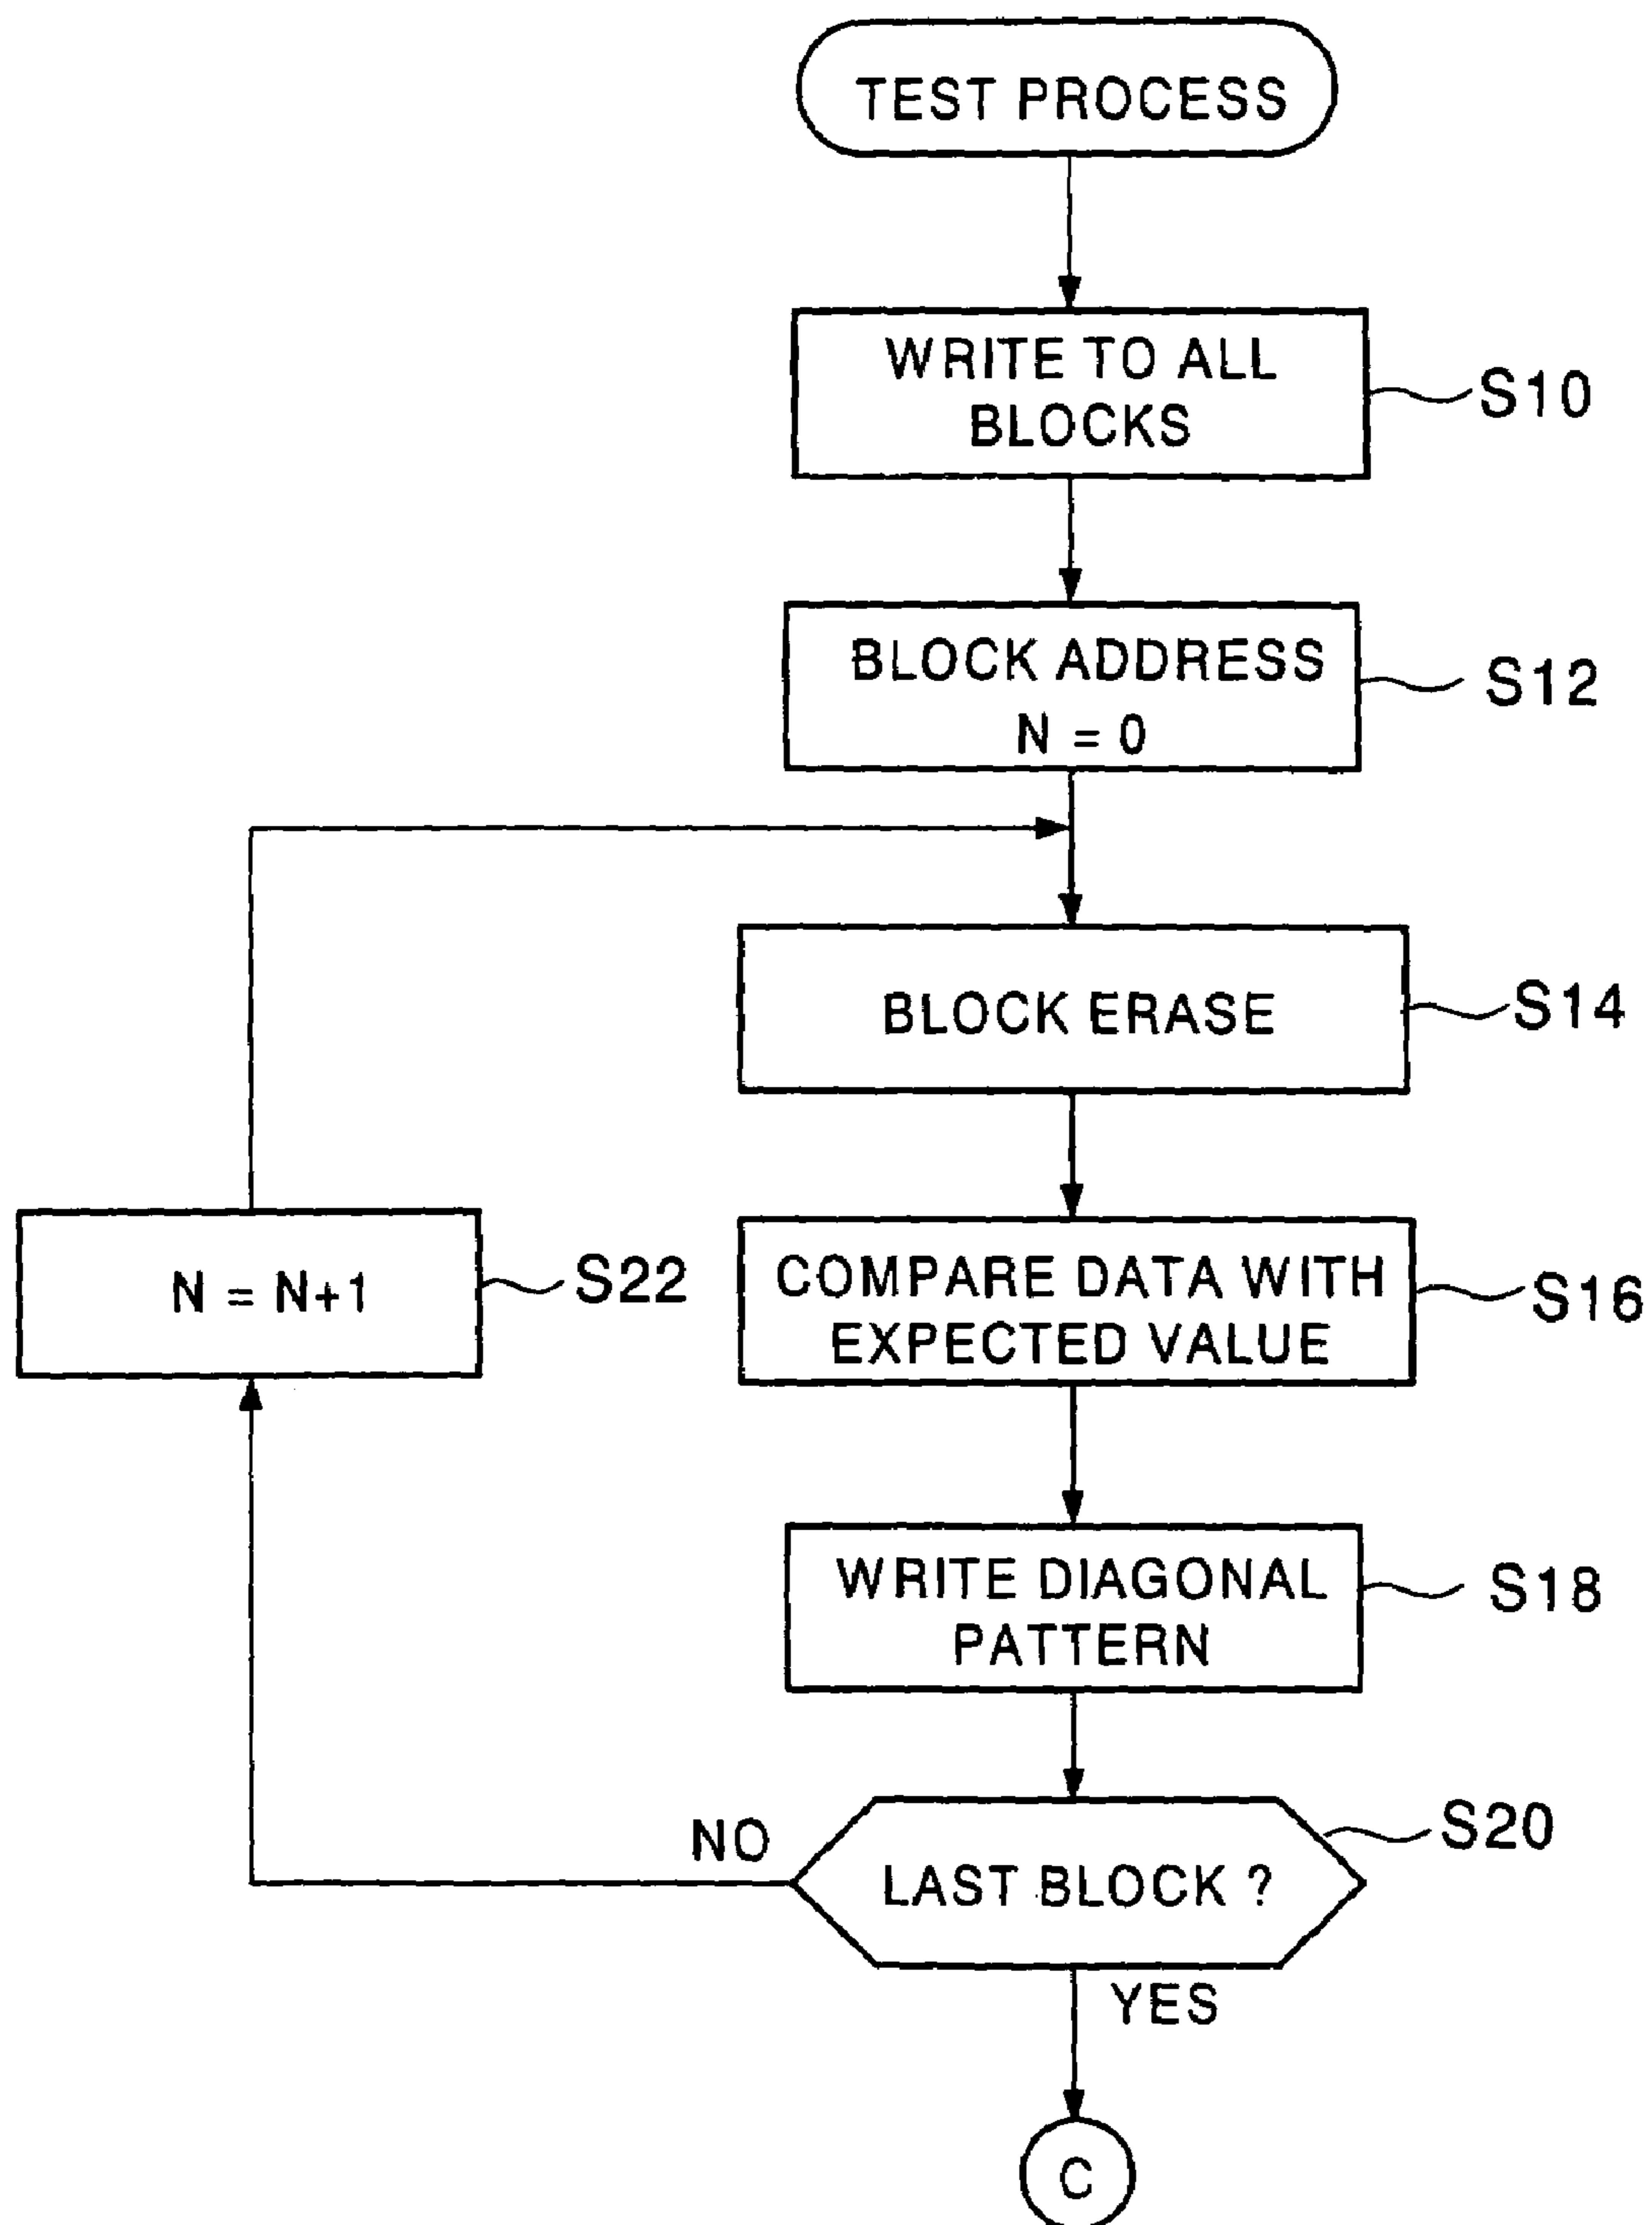 TEST PROCESS
WRITE TO ALL
BLOCKS
S10
BLOCK ADDRESS
N = 0
S12
BLOCK ERASE
S14
N = N+1
S22
COMPARE DATA WITH
EXPECTED VALUE
S16
WRITE DIAGONAL
PATTERN
S18
NO
LAST BLOCK ?
S20
YES
C